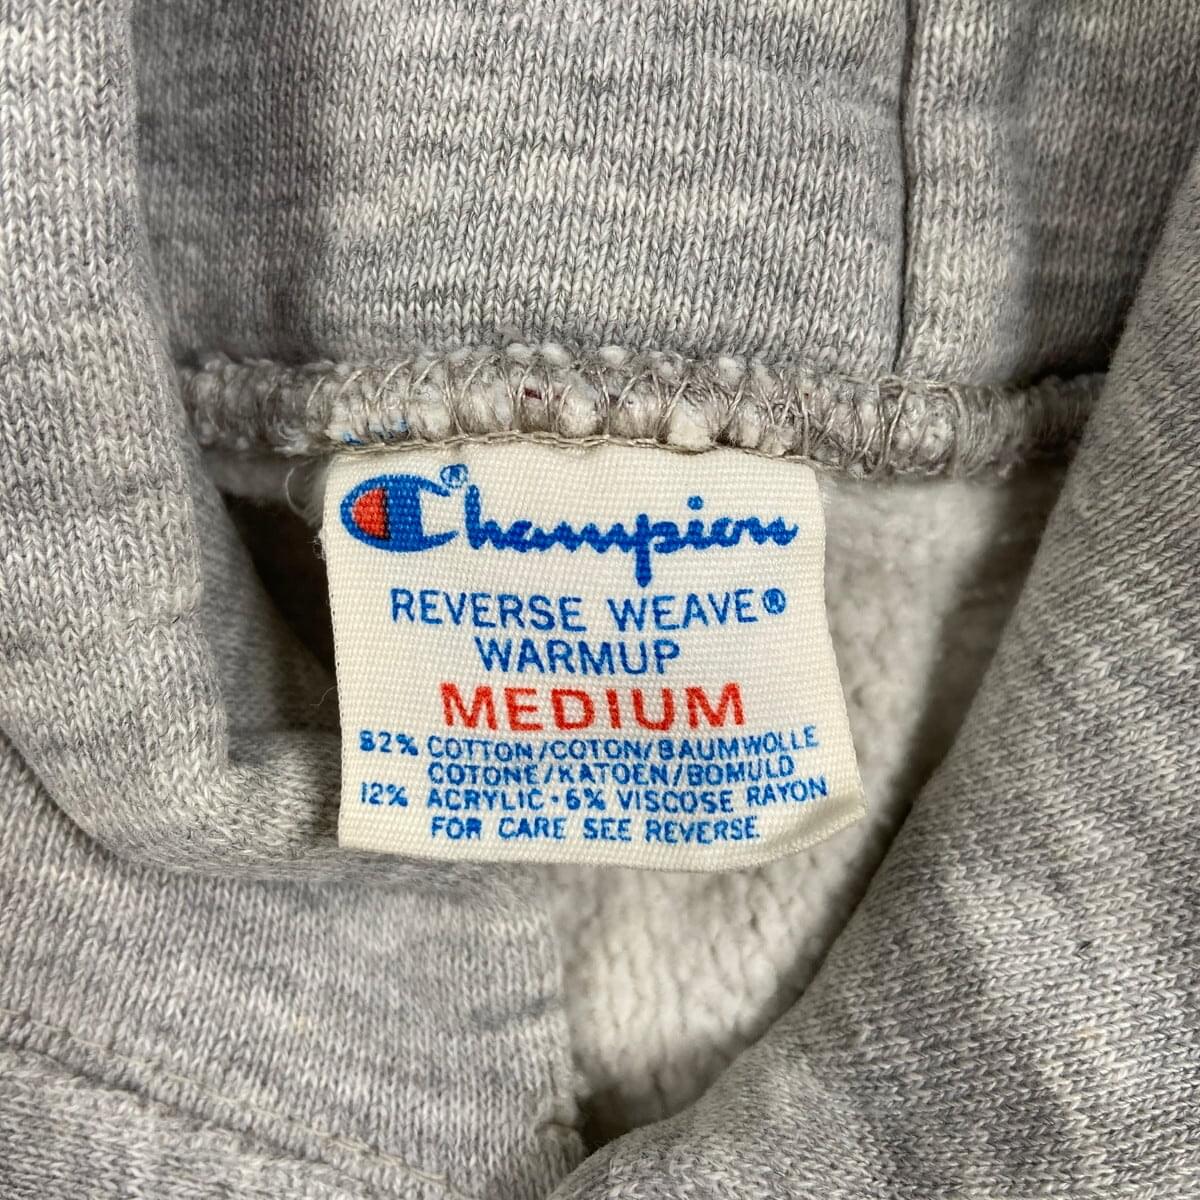 Champion®
REVERSE WEAVE®
WARMUP
MEDIUM
82% COTTON/COTON/BAUMWOLLE
COTONE/KATOEN/BOMULD
12% ACRYLIC-6% VISCOSE RAYON
FOR CARE SEE REVERSE